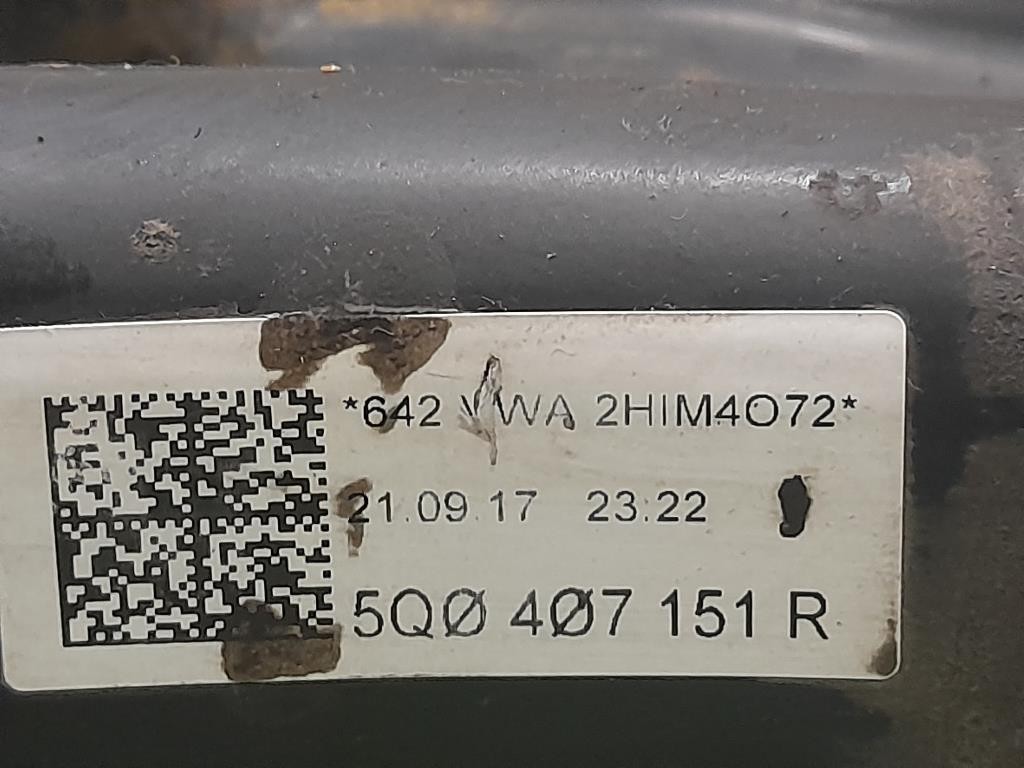 *642 VWA 2HIM4O72*
21.09.17 23:22
5QØ 4Ø7 151 R